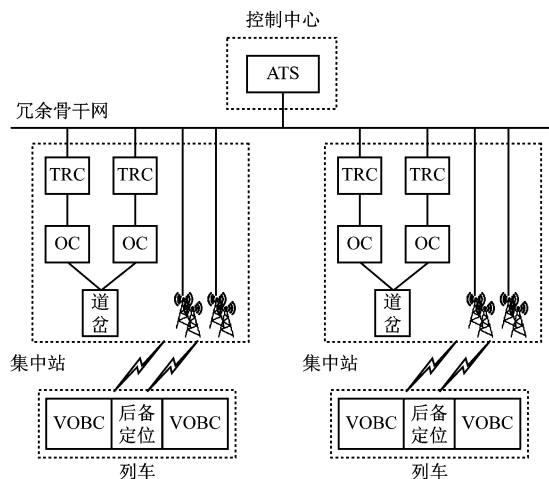 控制中心
ATS
冗余骨干网
TRC TRC TRC TRC
OC OC OC OC
道岔 道岔
集中站 集中站
VOBC 后备定位 VOBC VOBC 后备定位 VOBC
列车 列车